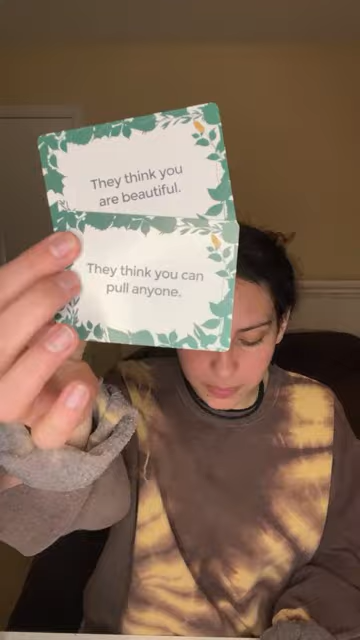 They think you
are beautiful.
They think you can
pull anyone.